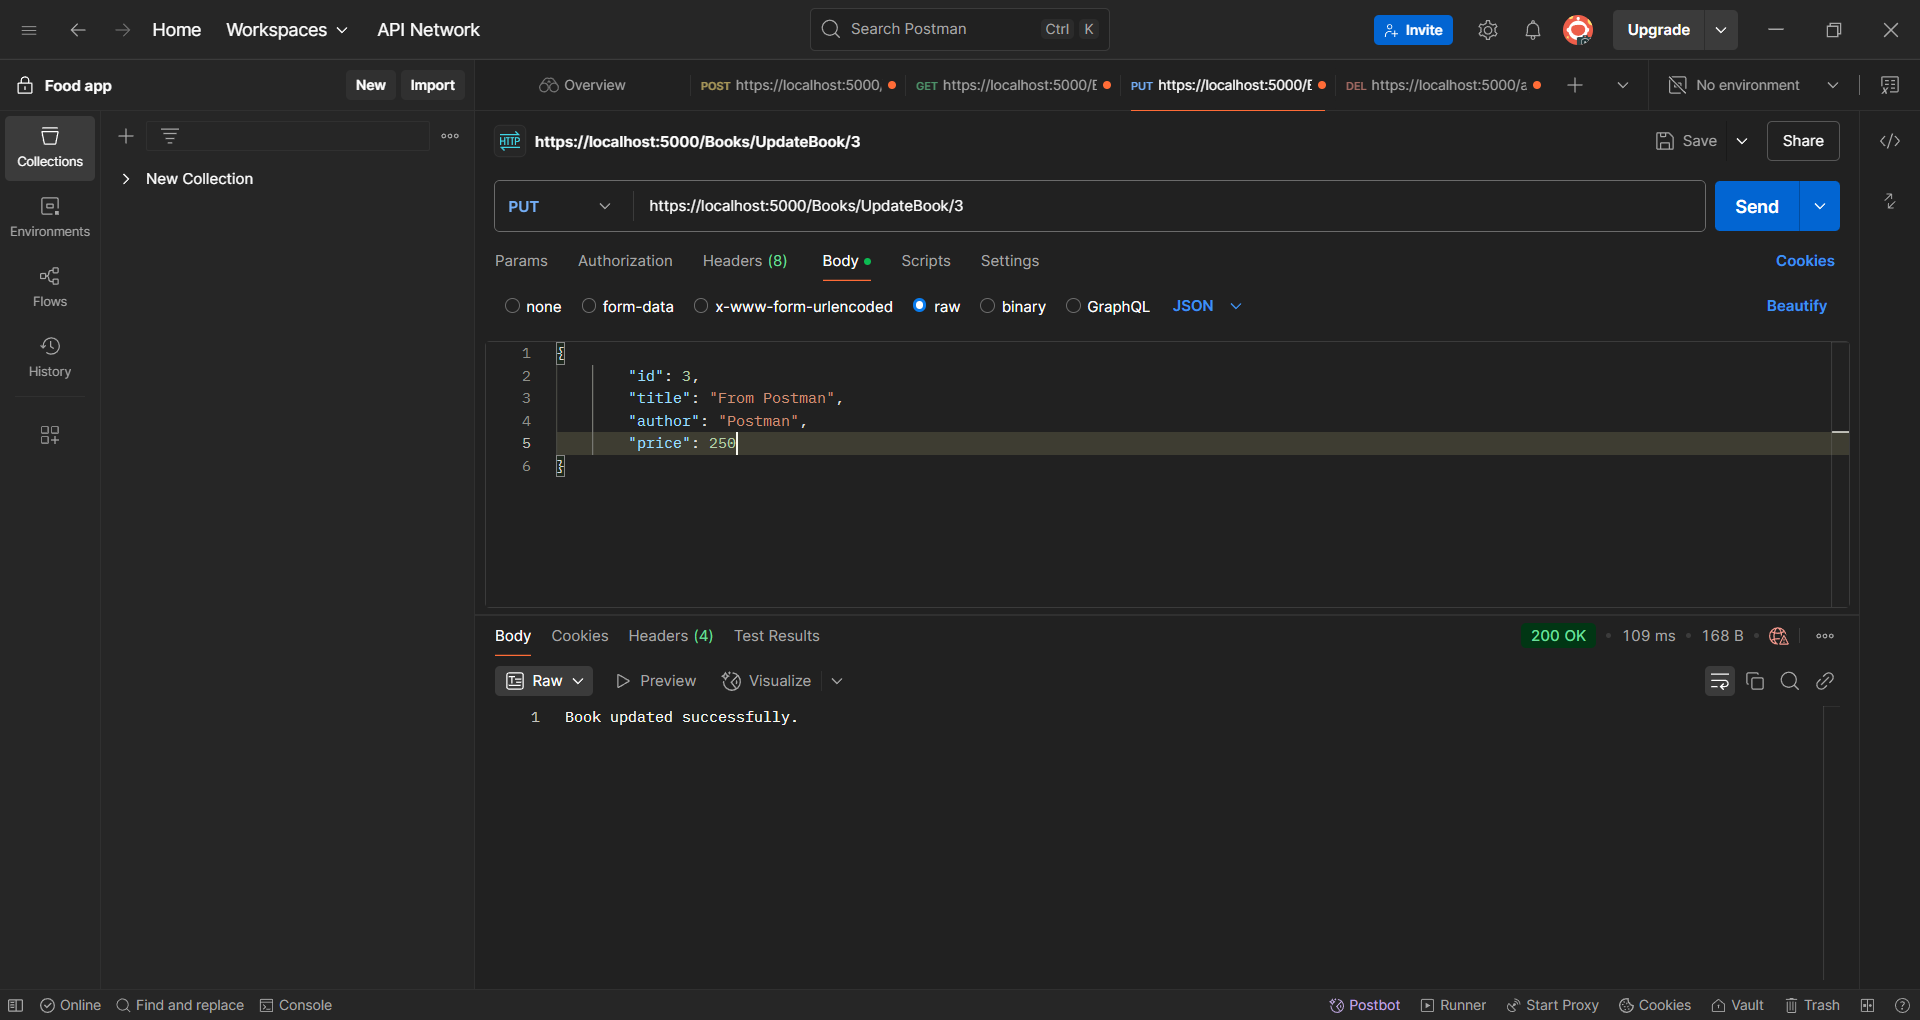 Home Workspaces API Network Search Postman Ctrl K Invite Upgrade
Food app New Import
Overview POST https://localhost:5000, GET https://localhost:5000/E PUT https://localhost:5000/E DEL https://localhost:5000/a No environment
HTTP https://localhost:5000/Books/UpdateBook/3 Save Share
Collections
New Collection
Environments
Flows
History
PUT https://localhost:5000/Books/UpdateBook/3 Send
Params Authorization Headers (8) Body Scripts Settings Cookies
none form-data x-www-form-urlencoded raw binary GraphQL JSON Beautify
1 {
2 "id": 3,
3 "title": "From Postman",
4 "author": "Postman",
5 "price": 250
6 }
Body Cookies Headers (4) Test Results 200 OK 109 ms 168 B
Raw Preview Visualize
1 Book updated successfully.
Online Find and replace Console Postbot Runner Start Proxy Cookies Vault Trash